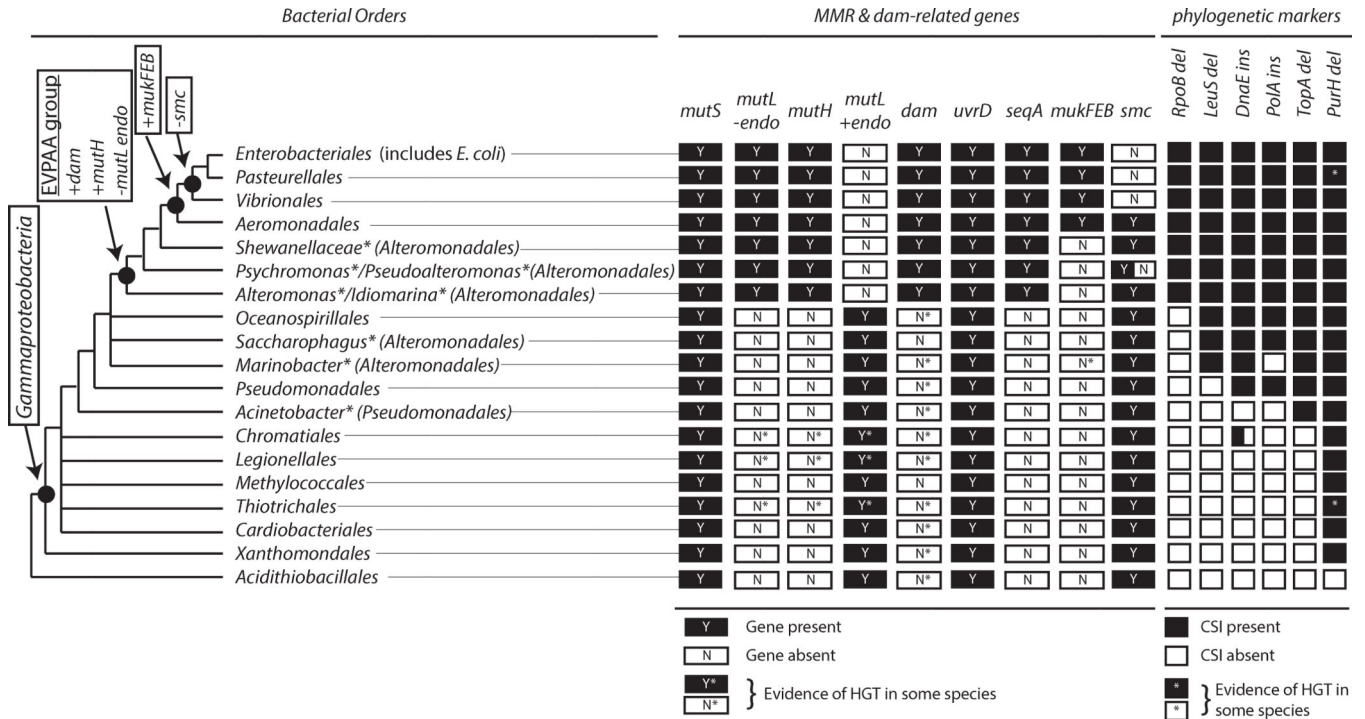 Bacterial Orders
MMR & dam-related genes
phylogenetic markers
EVPAA group
+dam
+mutH
-mutL endo
+mukFEB
-smc
Gammaproteobacteria
mutS
mutL
-endo
mutH
mutL
+endo
dam
uvrD
seqA
mukFEB
smc
RpoB del
LeuS del
DnaE ins
PolA ins
TopA del
PurH del
Enterobacteriales (includes E. coli) Y Y Y N Y Y Y Y N
Pasteurellales Y Y Y N Y Y Y Y N *
Vibrionales Y Y Y N Y Y Y Y N
Aeromonadales Y Y Y N Y Y Y Y Y
Shewanellaceae* (Alteromonadales) Y Y Y N Y Y Y N Y
Psychromonas*/Pseudoalteromonas*(Alteromonadales) Y Y Y N Y Y Y N Y N
Alteromonas*/Idiomarina* (Alteromonadales) Y Y Y N Y Y Y N Y
Oceanospirillales Y N N Y N* Y N N Y
Saccharophagus* (Alteromonadales) Y N N Y N Y N N Y
Marinobacter* (Alteromonadales) Y N N Y N* Y N N* Y
Pseudomonadales Y N N Y N* Y N N Y
Acinetobacter* (Pseudomonadales) Y N N Y N* Y N N Y
Chromatiales Y N* N* Y* N* Y N N Y
Legionellales Y N* N* Y* N* Y N N Y
Methylococcales Y N N Y N Y N N Y
Thiotrichales Y N* N* Y* N* Y N N Y *
Cardiobacteriales Y N N Y N* Y N N Y
Xanthomondales Y N N Y N* Y N N Y
Acidithiobacillales Y N N Y N* Y N N Y
Y Gene present
N Gene absent
Y*
N*
} Evidence of HGT in some species
CSI present
CSI absent
*
*
} Evidence of HGT in
some species